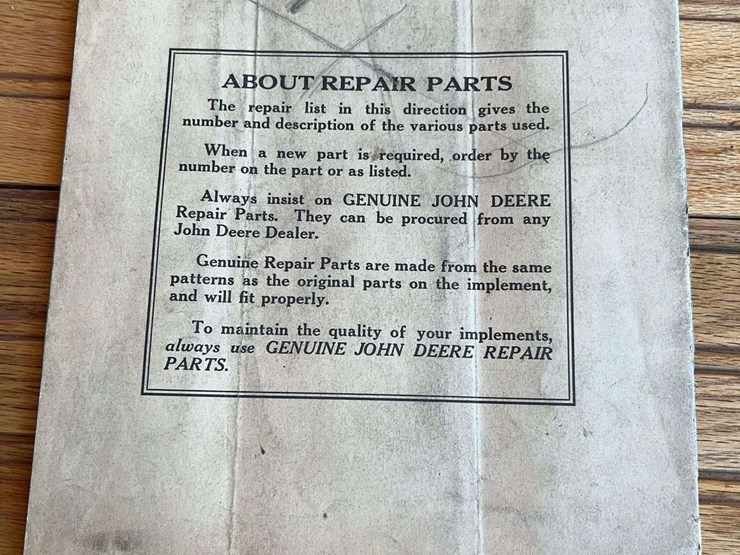 ABOUT REPAIR PARTS
The repair list in this direction gives the
number and description of the various parts used.
When a new part is required, order by the
number on the part or as listed.
Always insist on GENUINE JOHN DEERE
Repair Parts. They can be procured from any
John Deere Dealer.
Genuine Repair Parts are made from the same
patterns as the original parts on the implement,
and will fit properly.
To maintain the quality of your implements,
always use GENUINE JOHN DEERE REPAIR
PARTS.